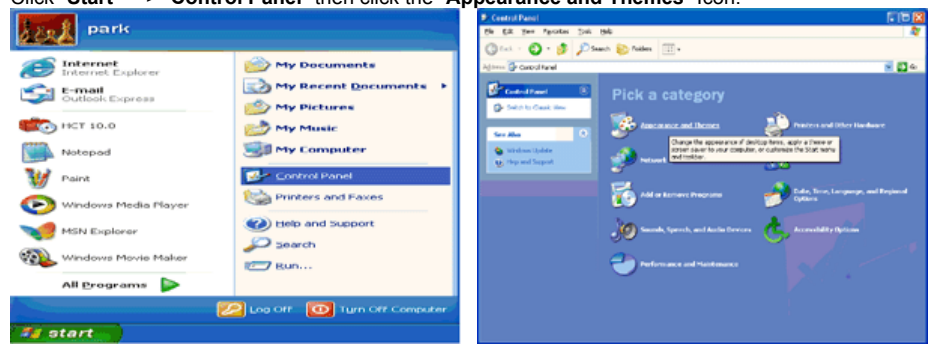 Click "Start" --> "Control Panel" then click the "Appearance and Themes" icon.
park
Internet
Internet Explorer
E-mail
Outlook Express
HCT 10.0
Notepad
Paint
Windows Media Player
MSN Explorer
Windows Movie Maker
All Programs
My Documents
My Recent Documents
My Pictures
My Music
My Computer
Control Panel
Printers and Faxes
Help and Support
Search
Run...
Log Off
Turn Off Computer
start
Control Panel
File Edit View Favorites Tools Help
Back
Search
Folders
Address
Control Panel
Go
Control Panel
Switch to Classic View
See Also
Windows Update
Help and Support
Pick a category
Appearance and Themes
Printers and Other Hardware
Change the appearance of desktop items, apply a theme or
screen saver to your computer, or customize the Start menu
and taskbar.
Network
Add or Remove Programs
Date, Time, Language, and Regional
Options
Sounds, Speech, and Audio Devices
Accessibility Options
Performance and Maintenance